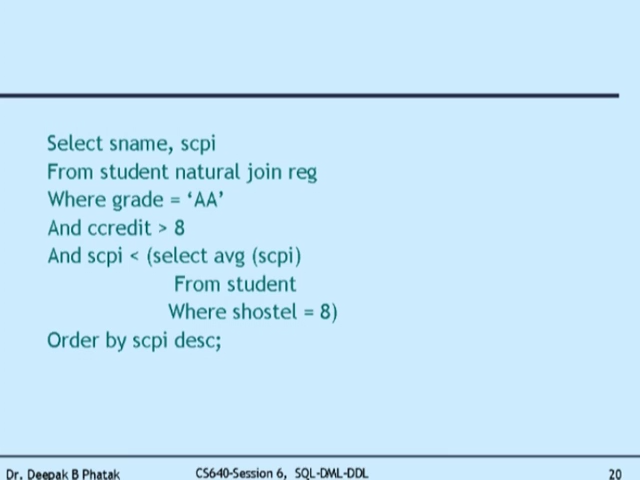 Select sname, scpi
From student natural join reg
Where grade = ‘AA’
And ccredit > 8
And scpi < (select avg (scpi)
From student
Where shostel = 8)
Order by scpi desc;
Dr. Deepak B Phatak CS640-Session 6, SQL-DML-DDL 20